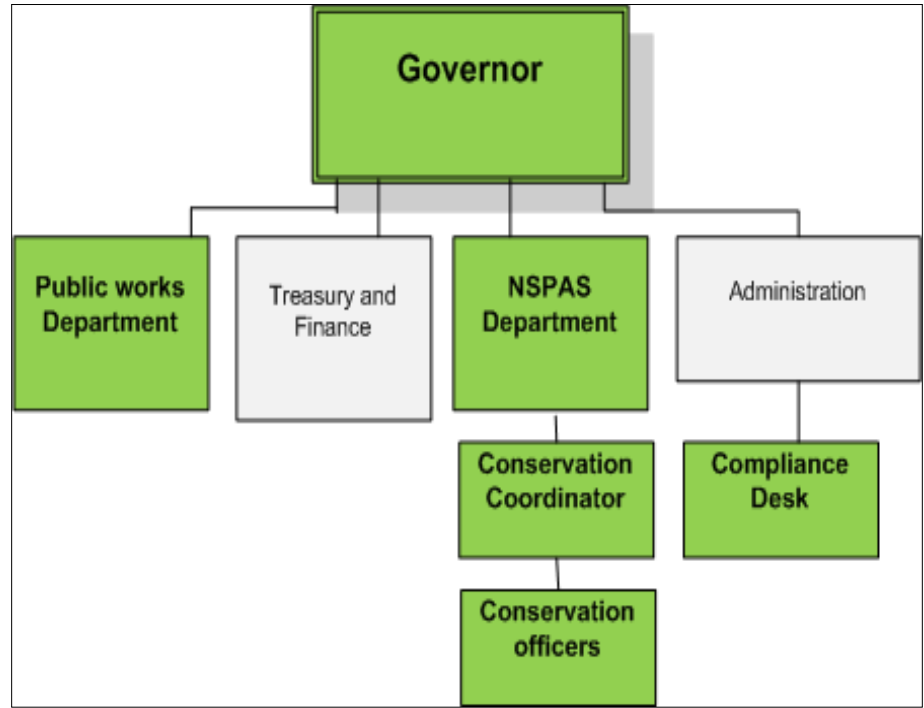 Governor
Public works
Department
Treasury and
Finance
NSPAS
Department
Administration
Conservation
Coordinator
Compliance
Desk
Conservation
officers